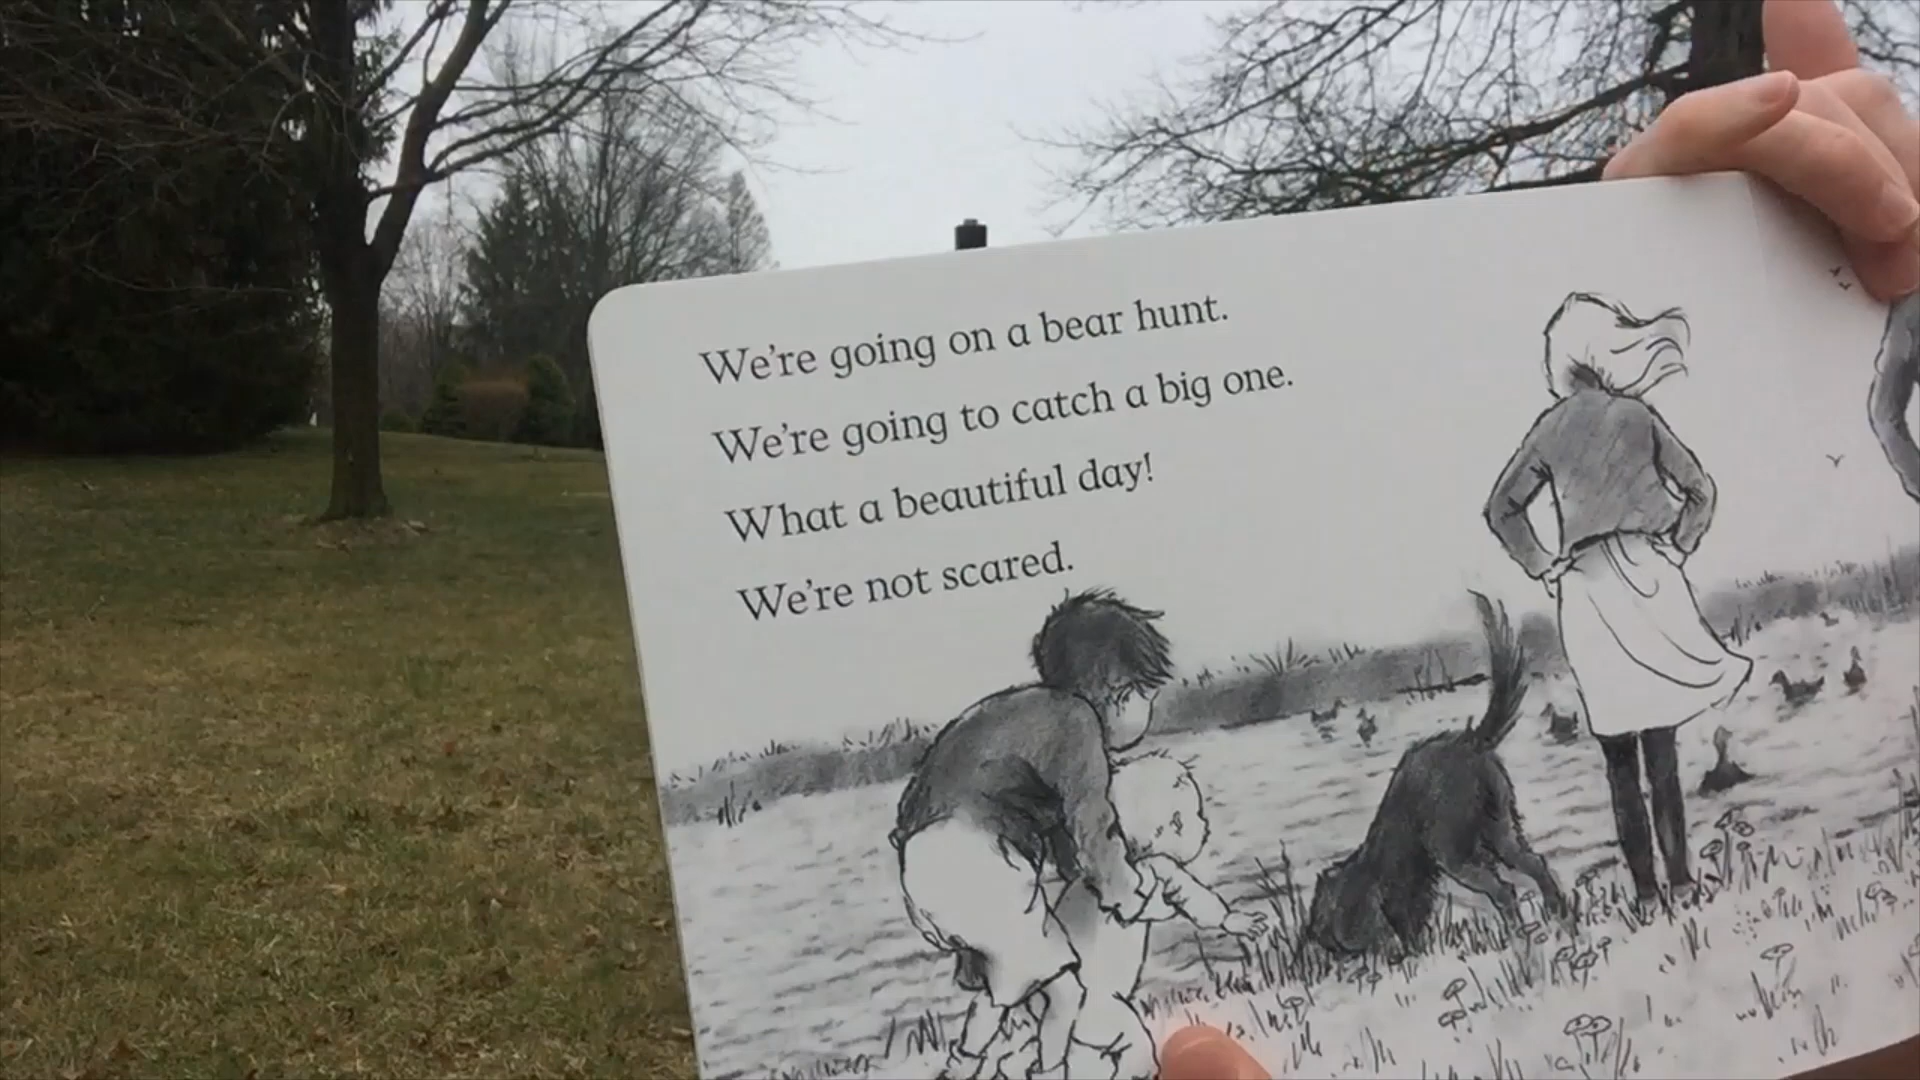 We're going on a bear hunt.
We're going to catch a big one.
What a beautiful day!
We're not scared.